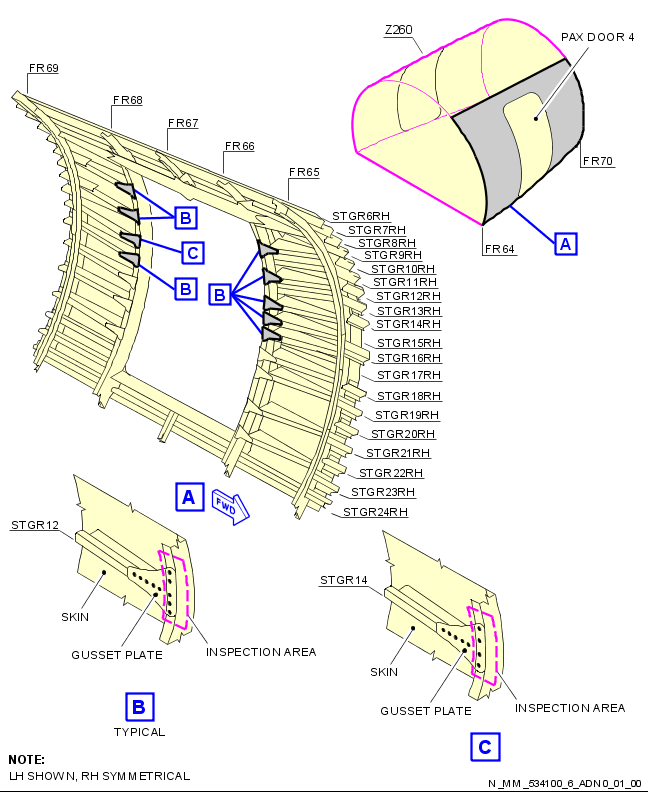 Z260
PAX DOOR 4
FR69
FR68
FR67
FR66
FR65
FR70
FR64
A
STGR6RH
STGR7RH
STGR8RH
STGR9RH
STGR10RH
STGR11RH
STGR12RH
STGR13RH
STGR14RH
STGR15RH
STGR16RH
STGR17RH
STGR18RH
STGR19RH
STGR20RH
STGR21RH
STGR22RH
STGR23RH
STGR24RH
B
C
B
B
A
FWD
STGR12
SKIN
GUSSET PLATE
INSPECTION AREA
B
TYPICAL
STGR14
SKIN
GUSSET PLATE
INSPECTION AREA
C
NOTE:
LH SHOWN, RH SYMMETRICAL
N_MM_534100_6_ADN0_01_00